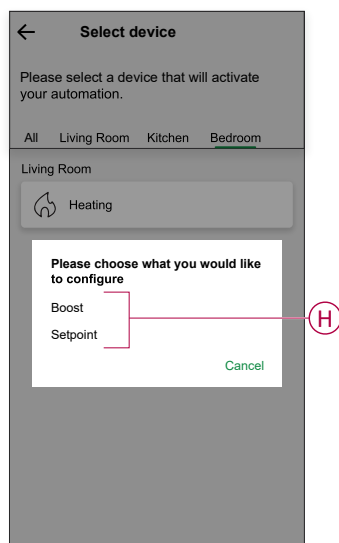 Select device
Please select a device that will activate
your automation.
All Living Room Kitchen Bedroom
Living Room
Heating
Please choose what you would like
to configure
Boost
Setpoint
H
Cancel